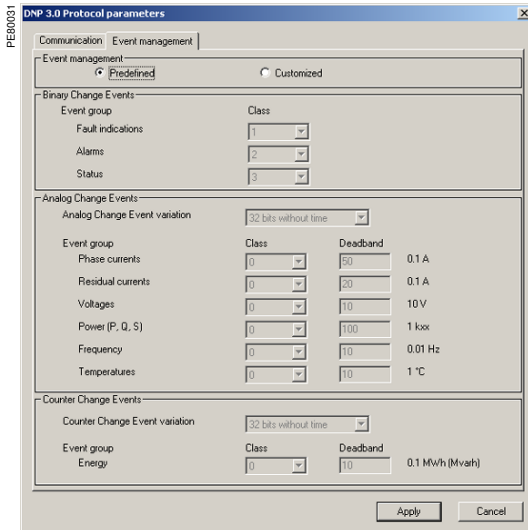 PE80031
DNP 3.0 Protocol parameters
Communication Event management
Event management
Predefined Customized
Binary Change Events
Event group Class
Fault indications 1
Alarms 2
Status 3
Analog Change Events
Analog Change Event variation 32 bits without time
Event group Class Deadband
Phase currents 0 50 0.1 A
Residual currents 0 20 0.1 A
Voltages 0 10 10 V
Power (P, Q, S) 0 100 1 kxx
Frequency 0 10 0.01 Hz
Temperatures 0 10 1 °C
Counter Change Events
Counter Change Event variation 32 bits without time
Event group Class Deadband
Energy 0 10 0.1 MWh (Mvarh)
Apply Cancel